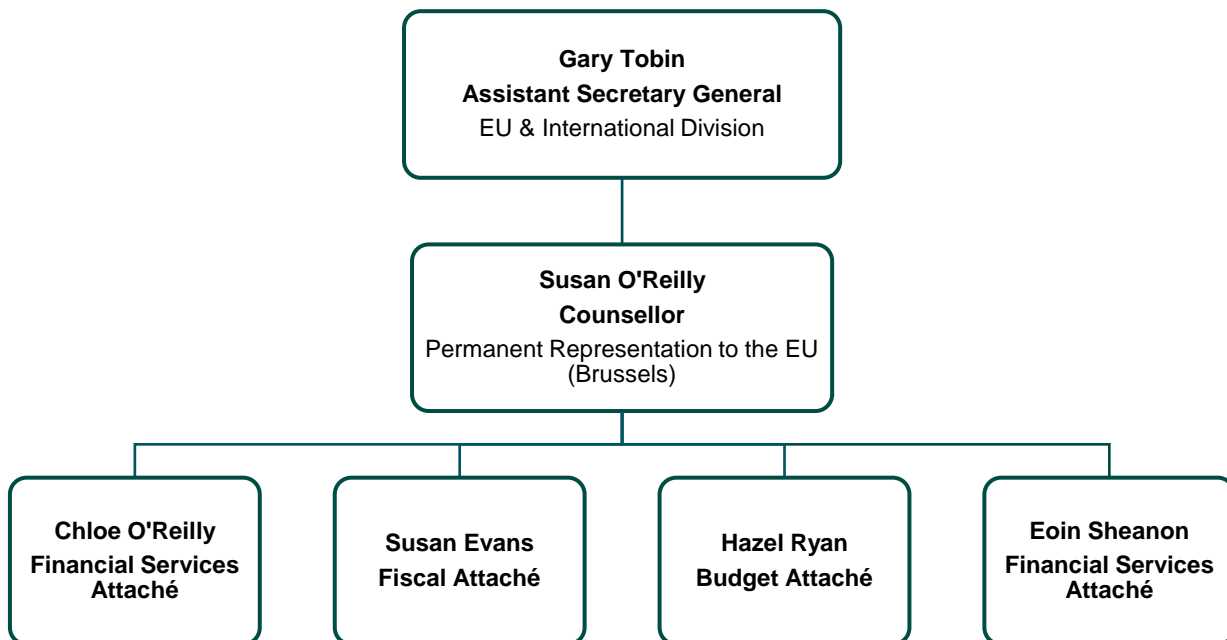 Gary Tobin
Assistant Secretary General
EU & International Division
Susan O'Reilly
Counsellor
Permanent Representation to the EU
(Brussels)
Chloe O'Reilly
Financial Services
Attaché
Susan Evans
Fiscal Attaché
Hazel Ryan
Budget Attaché
Eoin Sheanon
Financial Services
Attaché